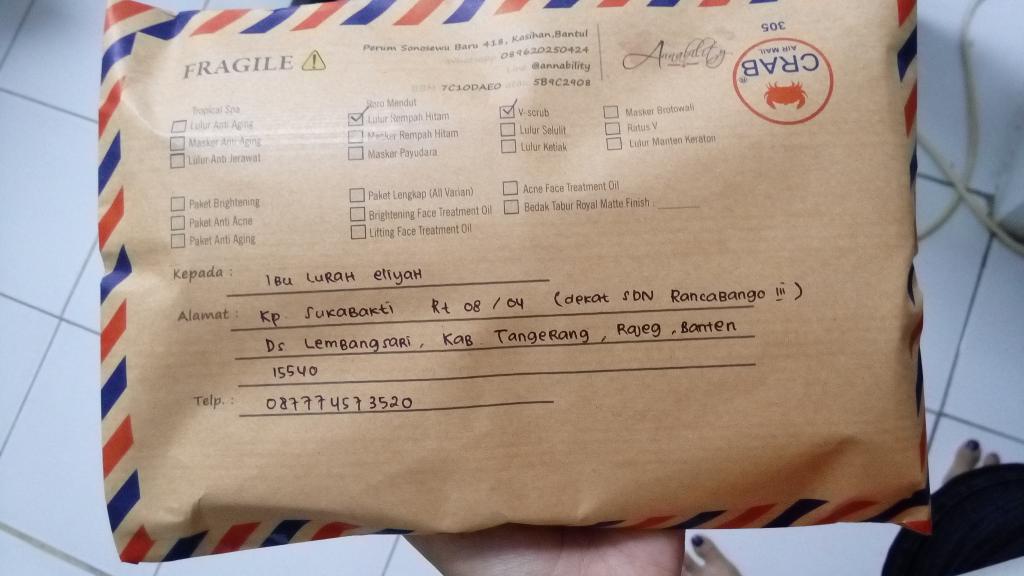 FRAGILE
Perum Sonosewu Baru 418, Kasihan, Bantul
089620250424
@annability
7C10DAE0 5B9C2908
Annability
305
CRAB
AIR MAIL
Tropical Spa
Lulur Anti Aging
Masker Anti Aging
Lulur Anti Jerawat
Roro Mendut
Lulur Rempah Hitam
Masker Rempah Hitam
Masker Payudara
V-scrub
Lulur Selulit
Lulur Ketiak
Masker Brotowali
Ratus V
Lulur Manten Keraton
Paket Brightening
Paket Anti Acne
Paket Anti Aging
Paket Lengkap (All Varian)
Brightening Face Treatment Oil
Lifting Face Treatment Oil
Acne Face Treatment Oil
Bedak Tabur Royal Matte Finish :
Kepada : IBU LURAH eliyAH
Alamat : Kp. SUKABAKTI Rt 08 / 04 (dekat SDN RANCABANGO III )
Ds LEMBANGSARI, KAB TANGERANG, RAJEG, BANTEN
15540
Telp. : 087774573520